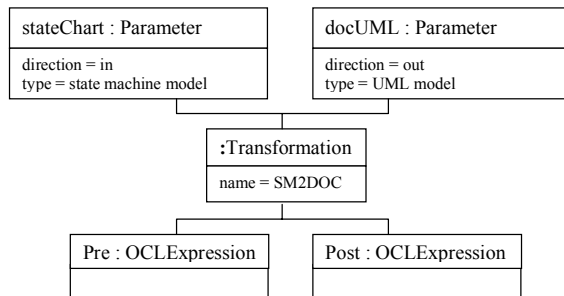 stateChart : Parameter
direction = in
type = state machine model
docUML : Parameter
direction = out
type = UML model
:Transformation
name = SM2DOC
Pre : OCLExpression
Post : OCLExpression